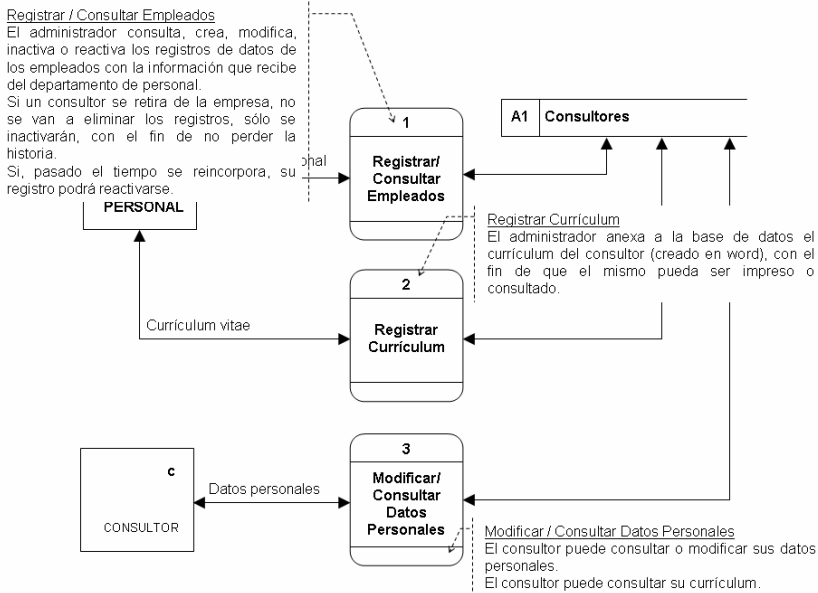 Registrar / Consultar Empleados
El administrador consulta, crea, modifica,
inactiva o reactiva los registros de datos de
los empleados con la información que recibe
del departamento de personal.
Si un consultor se retira de la empresa, no
se van a eliminar los registros, sólo se
inactivarán, con el fin de no perder la
historia.
Si, pasado el tiempo se reincorpora, su
registro podrá reactivarse.
PERSONAL
1
Registrar/
Consultar
Empleados
A1 Consultores
Registrar Currículum
El administrador anexa a la base de datos el
currículum del consultor (creado en word), con el
fin de que el mismo pueda ser impreso o
consultado.
2
Registrar
Currículum
Currículum vitae
3
Modificar/
Consultar
Datos
Personales
c
CONSULTOR
Datos personales
Modificar / Consultar Datos Personales
El consultor puede consultar o modificar sus datos
personales.
El consultor puede consultar su currículum.